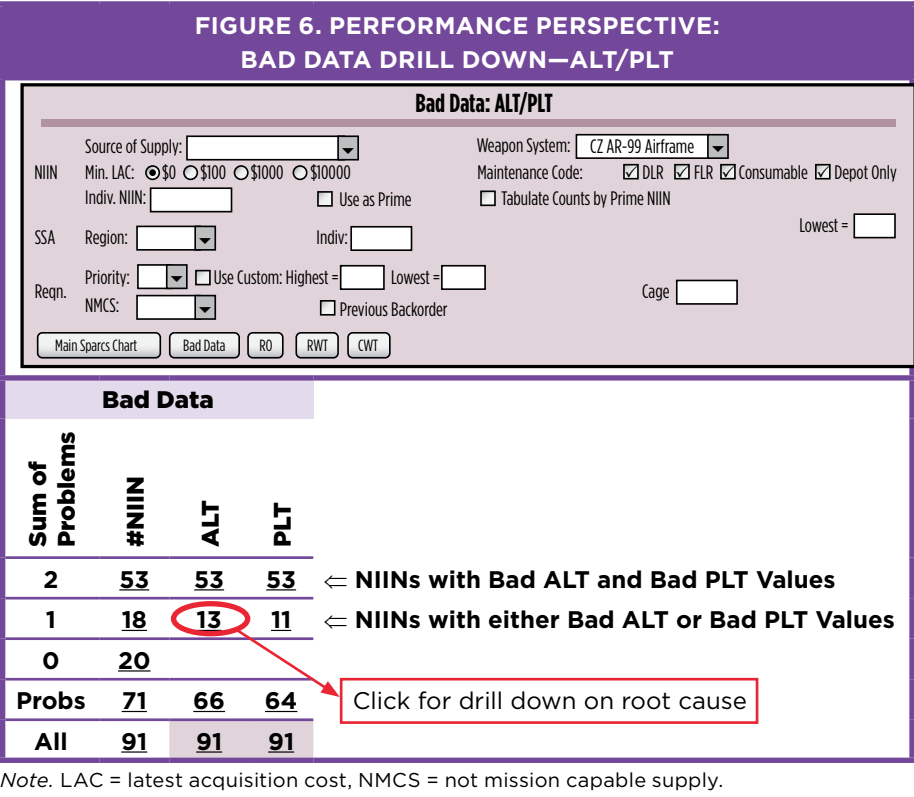 FIGURE 6. PERFORMANCE PERSPECTIVE:
BAD DATA DRILL DOWN—ALT/PLT
Bad Data: ALT/PLT
Source of Supply: Weapon System: CZ AR-99 Airframe
NIIN Min. LAC: $0 $100 $1000 $10000 Maintenance Code: DLR FLR Consumable Depot Only
Indiv. NIIN: Use as Prime Tabulate Counts by Prime NIIN
Lowest =
SSA Region: Indiv:
Reqn. Priority: Use Custom: Highest = Lowest =
Cage
NMCS: Previous Backorder
Main Sparcs Chart Bad Data RO RWT CWT
Bad Data
Sum of Problems #NIIN ALT PLT
2 53 53 53 ⇐ NIINs with Bad ALT and Bad PLT Values
1 18 13 11 ⇐ NIINs with either Bad ALT or Bad PLT Values
0 20
Probs 71 66 64 Click for drill down on root cause
All 91 91 91
Note. LAC = latest acquisition cost, NMCS = not mission capable supply.